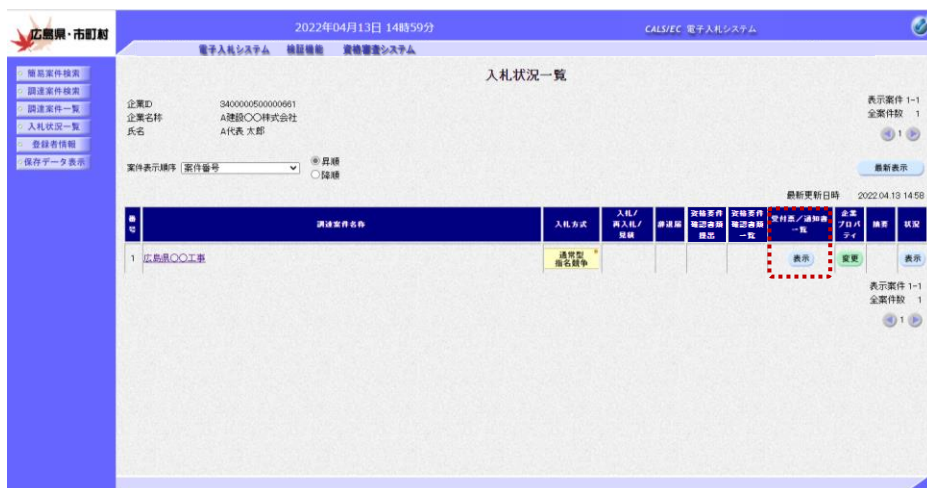 広島県・市町村
2022年04月13日 14時59分
CALS/EC 電子入札システム
電子入札システム 検証機能 資格審査システム
簡易案件検索
調達案件検索
調達案件一覧
入札状況一覧
登録者情報
保存データ表示
入札状況一覧
企業ID 3400000500000661
企業名称 A建設○○株式会社
氏名 A代表 太郎
表示案件 1-1
全案件数 1
1
案件表示順序 案件番号
昇順
降順
最新表示
最新更新日時 2022.04.13 14:58
番号 調達案件名称 入札方式 入札/再入札/見積 辞退届 資格要件確認書類提出 資格要件確認書類一覧 受付票/通知書一覧 企業プロパティ 摘要 状況
1 広島県○○工事 通常型指名競争 表示 変更 表示
表示案件 1-1
全案件数 1
1